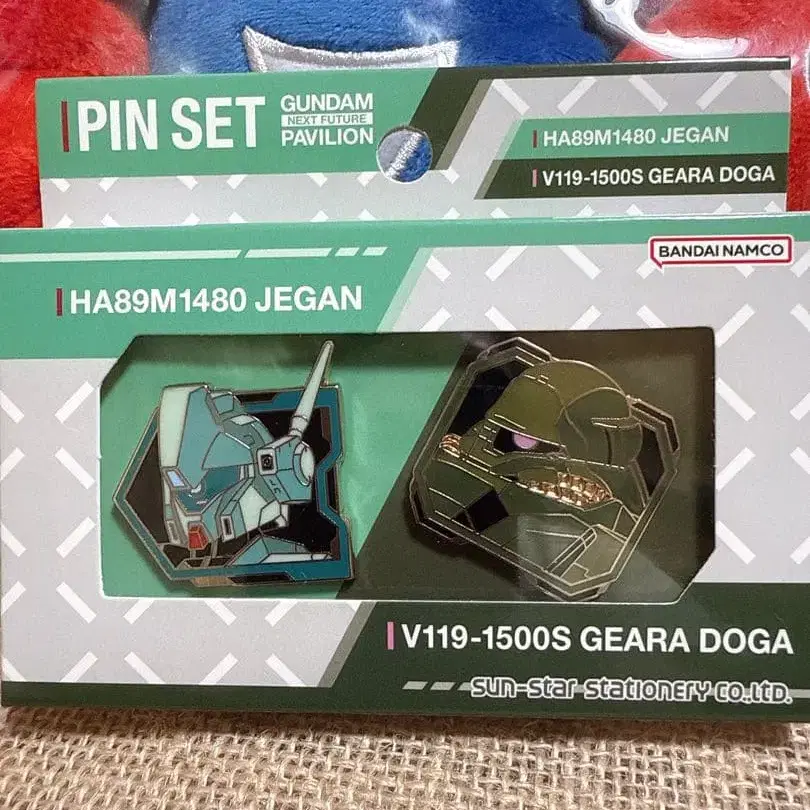 PIN SET
GUNDAM
NEXT FUTURE
PAVILION
HA89M1480 JEGAN
V119-1500S GEARA DOGA
BANDAI NAMCO
HA89M1480 JEGAN
V119-1500S GEARA DOGA
sun-star stationery co.,ltd.